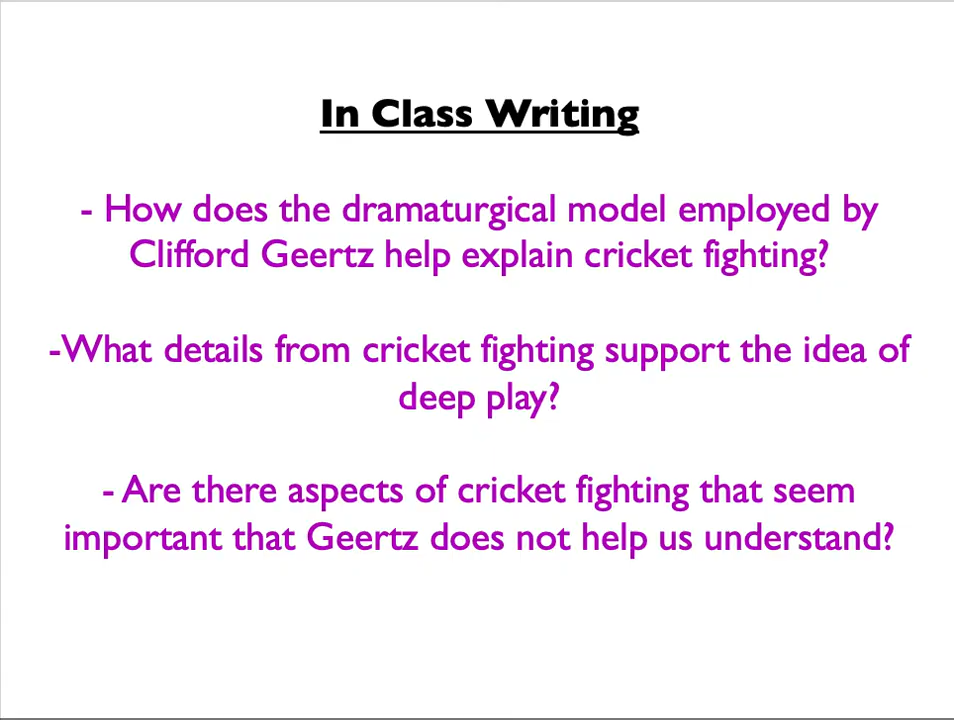 In Class Writing
- How does the dramaturgical model employed by
Clifford Geertz help explain cricket fighting?
-What details from cricket fighting support the idea of
deep play?
- Are there aspects of cricket fighting that seem
important that Geertz does not help us understand?